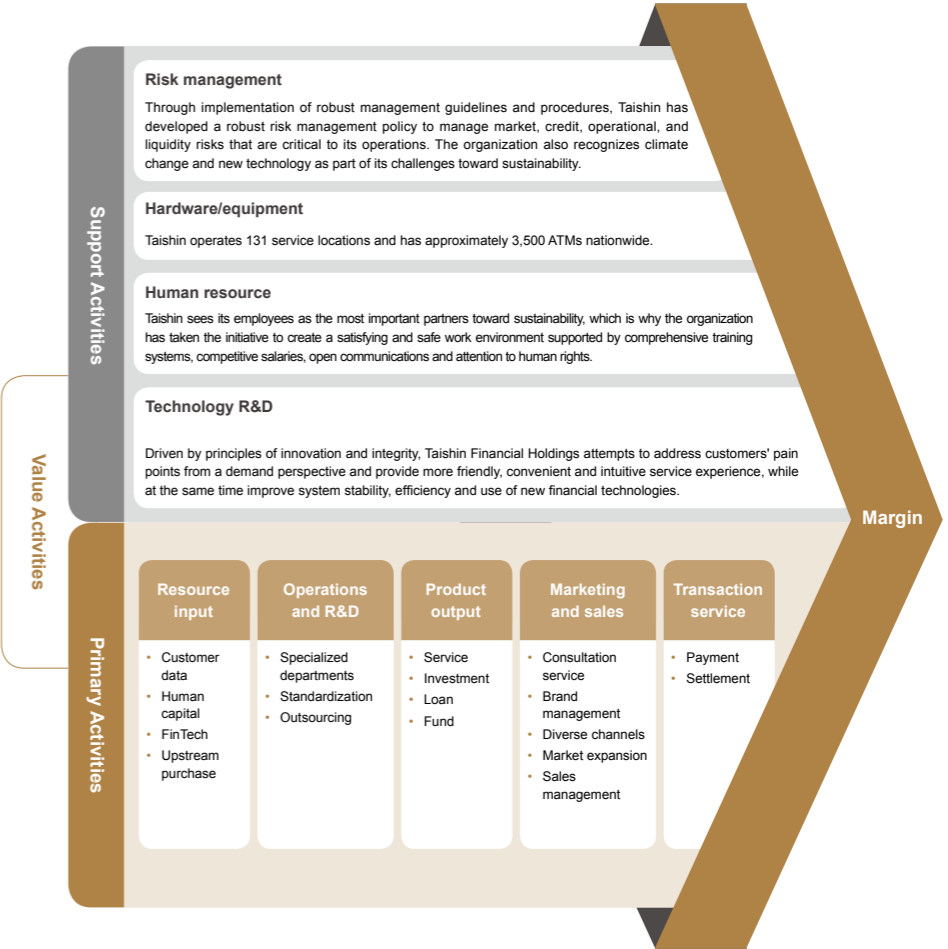 Value Activities
Support Activities
Risk management
Through implementation of robust management guidelines and procedures, Taishin has
developed a robust risk management policy to manage market, credit, operational, and
liquidity risks that are critical to its operations. The organization also recognizes climate
change and new technology as part of its challenges toward sustainability.
Hardware/equipment
Taishin operates 131 service locations and has approximately 3,500 ATMs nationwide.
Human resource
Taishin sees its employees as the most important partners toward sustainability, which is why the organization
has taken the initiative to create a satisfying and safe work environment supported by comprehensive training
systems, competitive salaries, open communications and attention to human rights.
Technology R&D
Driven by principles of innovation and integrity, Taishin Financial Holdings attempts to address customers' pain
points from a demand perspective and provide more friendly, convenient and intuitive service experience, while
at the same time improve system stability, efficiency and use of new financial technologies.
Primary Activities
Resource
input
• Customer
data
• Human
capital
• FinTech
• Upstream
purchase
Operations
and R&D
• Specialized
departments
• Standardization
• Outsourcing
Product
output
• Service
• Investment
• Loan
• Fund
Marketing
and sales
• Consultation
service
• Brand
management
• Diverse channels
• Market expansion
• Sales
management
Transaction
service
• Payment
• Settlement
Margin